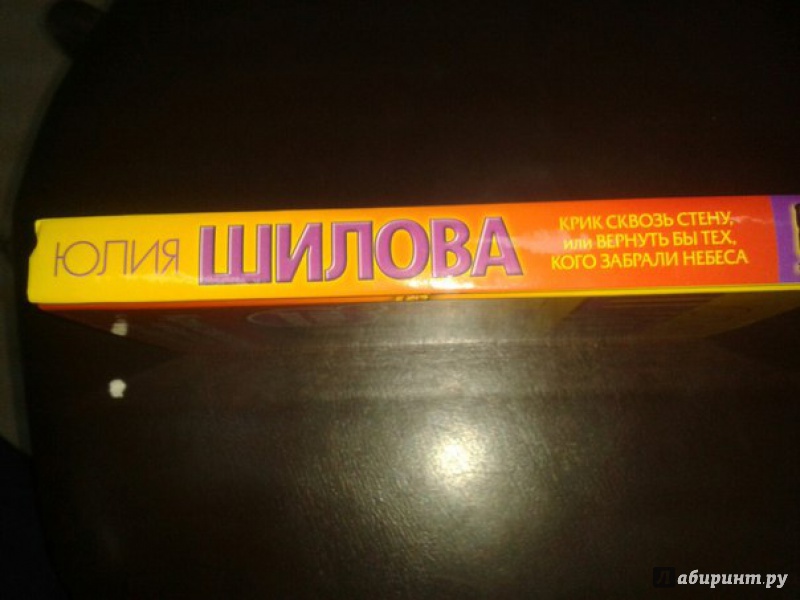 ЮЛИЯ ШИЛОВА
КРИК СКВОЗЬ СТЕНУ,
ИЛИ ВЕРНУТЬ БЫ ТЕХ,
КОГО ЗАБРАЛИ НЕБЕСА
Лабиринт.ру